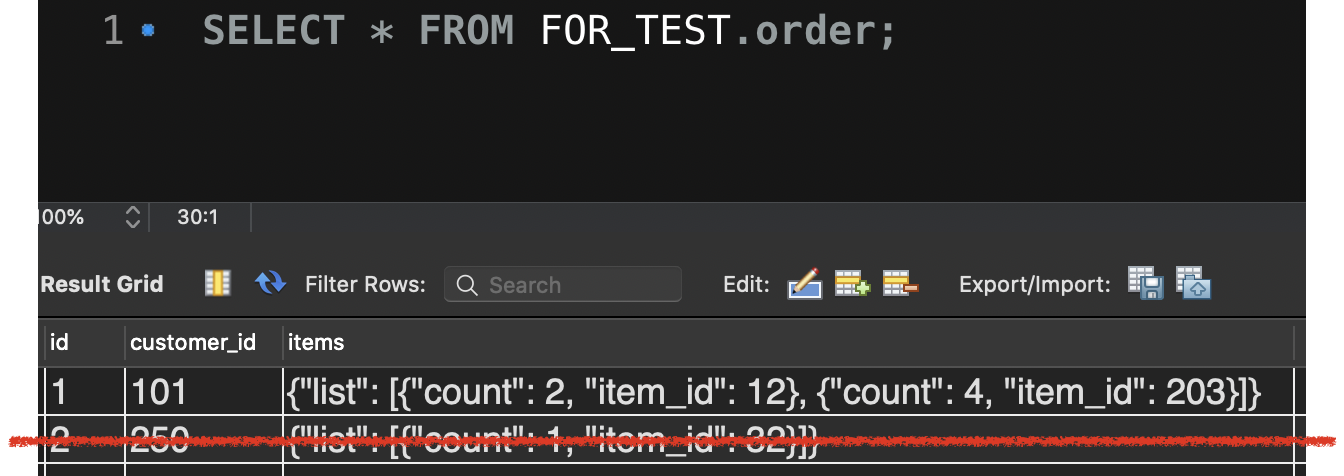 1 SELECT * FROM FOR_TEST.order;
100% 30:1
Result Grid Filter Rows: Search Edit: Export/Import:
id customer_id items
1 101 {"list": [{"count": 2, "item_id": 12}, {"count": 4, "item_id": 203}]}
2 250 {"list": [{"count": 1, "item_id": 32}]}